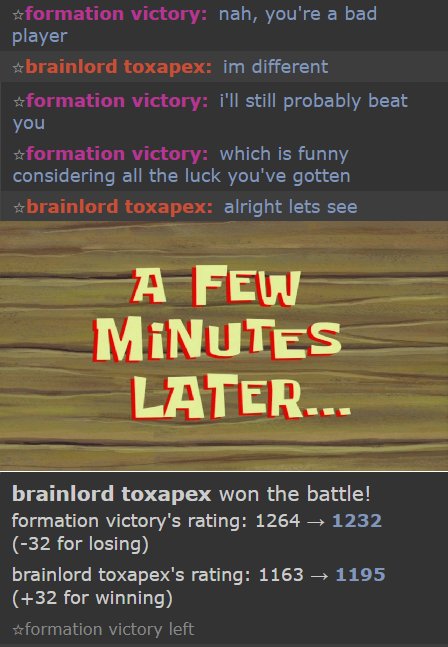 ☆formation victory: nah, you're a bad
player
☆brainlord toxapex: im different
☆formation victory: i'll still probably beat
you
☆formation victory: which is funny
considering all the luck you've gotten
☆brainlord toxapex: alright lets see
A FEW
MINUTES
LATER...
brainlord toxapex won the battle!
formation victory's rating: 1264 → 1232
(-32 for losing)
brainlord toxapex's rating: 1163 → 1195
(+32 for winning)
☆formation victory left